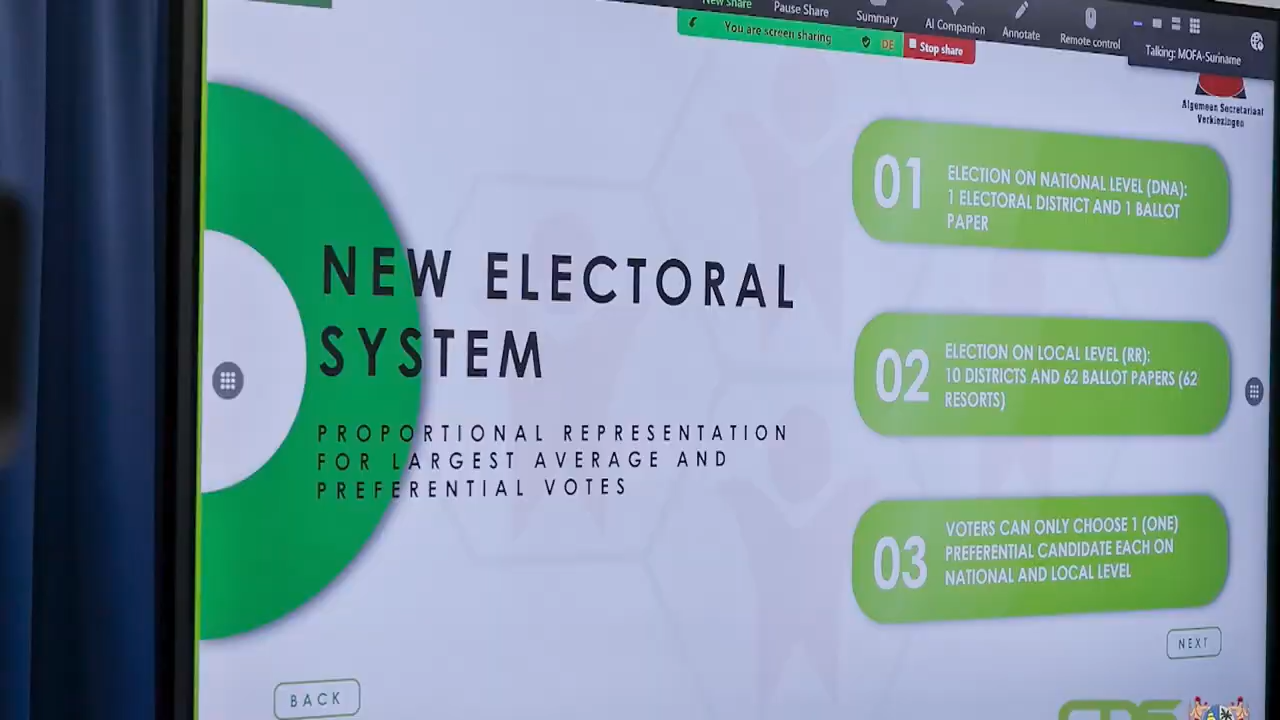 New Share
Pause Share
Summary
AI Companion
Annotate
Remote control
You are screen sharing
DE
Stop share
Talking: MOFA-Suriname
Algemeen Secretariaat
Verkiezingen
NEW ELECTORAL
SYSTEM
PROPORTIONAL REPRESENTATION
FOR LARGEST AVERAGE AND
PREFERENTIAL VOTES
01
ELECTION ON NATIONAL LEVEL (DNA):
1 ELECTORAL DISTRICT AND 1 BALLOT
PAPER
02
ELECTION ON LOCAL LEVEL (RR):
10 DISTRICTS AND 62 BALLOT PAPERS (62
RESORTS)
03
VOTERS CAN ONLY CHOOSE 1 (ONE)
PREFERENTIAL CANDIDATE EACH ON
NATIONAL AND LOCAL LEVEL
NEXT
BACK